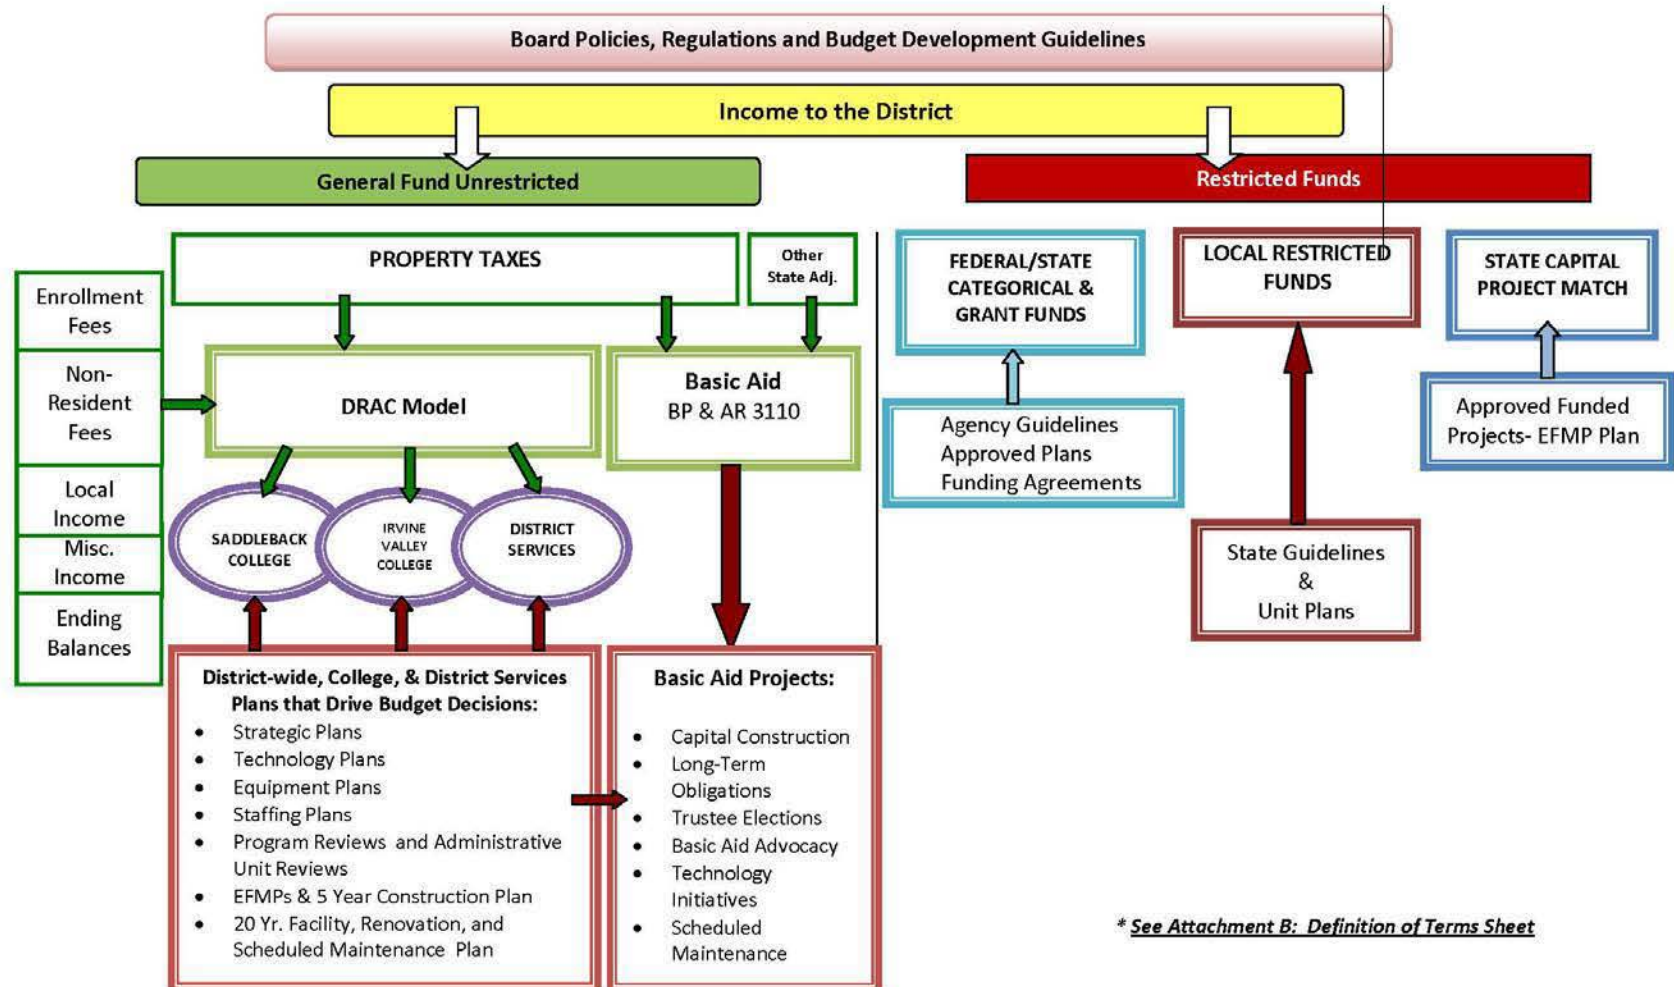 Board Policies, Regulations and Budget Development Guidelines
Income to the District
General Fund Unrestricted
Restricted Funds
PROPERTY TAXES
Other
State Adj.
Enrollment
Fees
Non-
Resident
Fees
Local
Income
Misc.
Income
Ending
Balances
DRAC Model
Basic Aid
BP & AR 3110
SADDLEBACK
COLLEGE
IRVINE
VALLEY
COLLEGE
DISTRICT
SERVICES
District-wide, College, & District Services
Plans that Drive Budget Decisions:
• Strategic Plans
• Technology Plans
• Equipment Plans
• Staffing Plans
• Program Reviews and Administrative
Unit Reviews
• EFMPs & 5 Year Construction Plan
• 20 Yr. Facility, Renovation, and
Scheduled Maintenance Plan
Basic Aid Projects:
• Capital Construction
• Long-Term
Obligations
• Trustee Elections
• Basic Aid Advocacy
• Technology
Initiatives
• Scheduled
Maintenance
FEDERAL/STATE
CATEGORICAL &
GRANT FUNDS
Agency Guidelines
Approved Plans
Funding Agreements
LOCAL RESTRICTED
FUNDS
State Guidelines
&
Unit Plans
STATE CAPITAL
PROJECT MATCH
Approved Funded
Projects- EFMP Plan
* See Attachment B: Definition of Terms Sheet